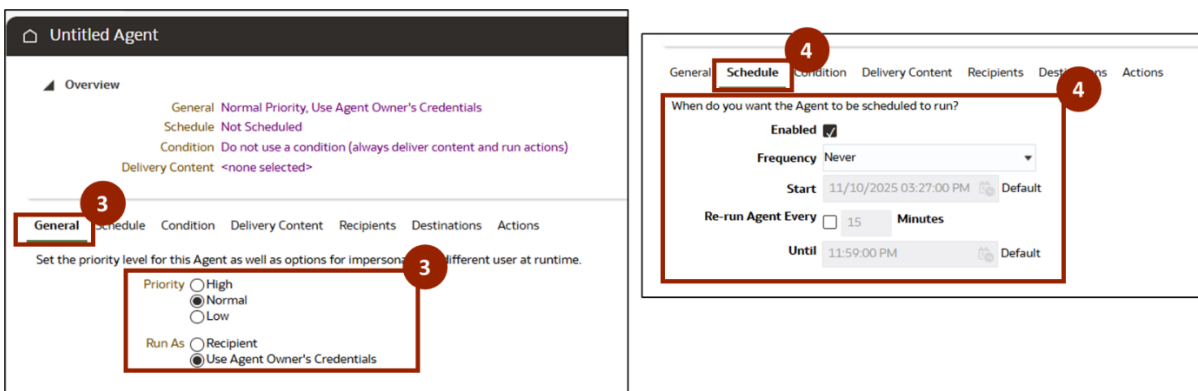 Untitled Agent
Overview
General Normal Priority, Use Agent Owner's Credentials
Schedule Not Scheduled
Condition Do not use a condition (always deliver content and run actions)
Delivery Content <none selected>
3
General Schedule Condition Delivery Content Recipients Destinations Actions
Set the priority level for this Agent as well as options for different user at runtime.
3
Priority High
Normal
Low
Run As Recipient
Use Agent Owner's Credentials
4
General Schedule Condition Delivery Content Recipients Destinations Actions
4
When do you want the Agent to be scheduled to run?
Enabled
Frequency Never
Start 11/10/2025 03:27:00 PM Default
Re-run Agent Every 15 Minutes
Until 11:59:00 PM Default